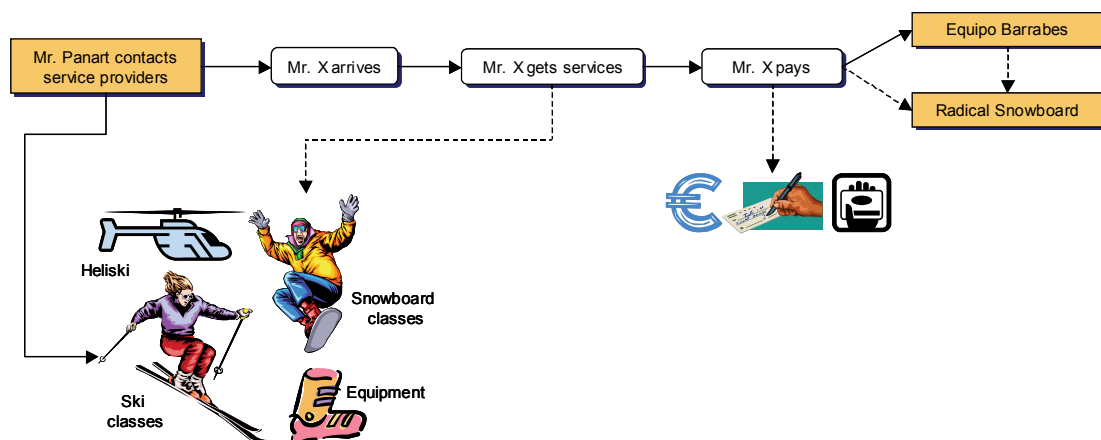 Mr. Panart contacts
service providers
Mr. X arrives
Mr. X gets services
Mr. X pays
Equipo Barrabes
Radical Snowboard
€
Heliski
Snowboard
classes
Ski
classes
Equipment